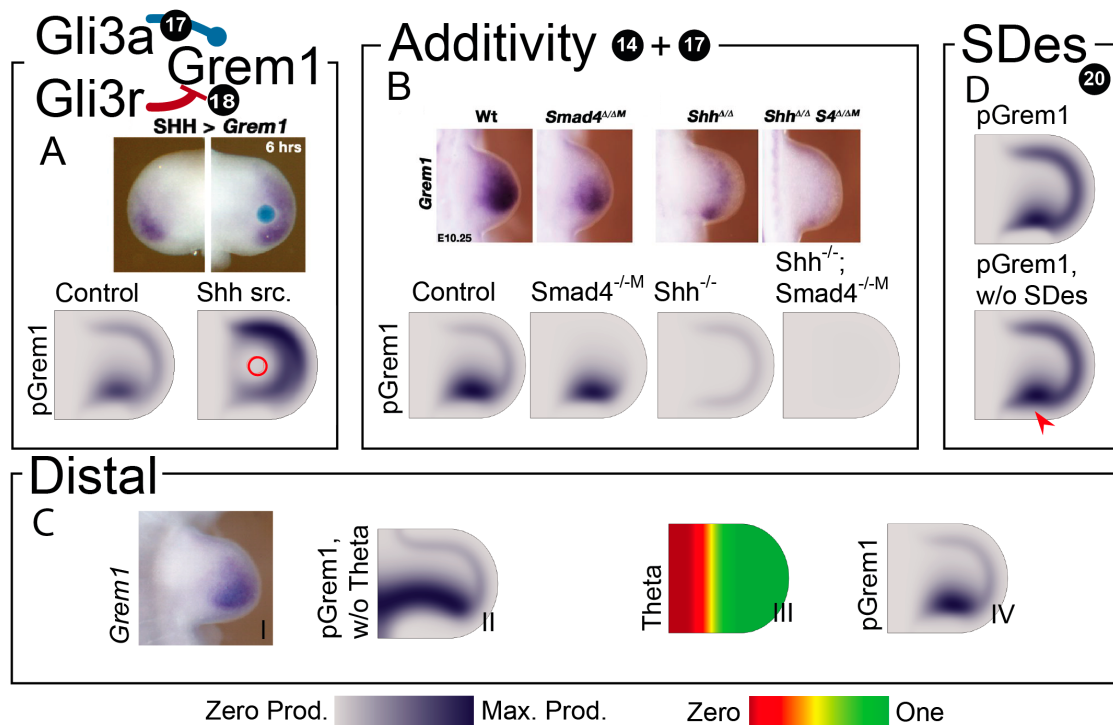 Gli3a 17
Grem1
Gli3r 18
A
SHH > Grem1
6 hrs
Control
Shh src.
pGrem1
Additivity 14 + 17
B
Wt
Smad4Δ/ΔM
ShhΔ/Δ
ShhΔ/Δ S4Δ/ΔM
Grem1
E10.25
Control
Smad4-/-M
Shh-/-
Shh-/-;
Smad4-/-M
pGrem1
SDes
20
D
pGrem1
pGrem1,
w/o SDes
Distal
C
Grem1
I
pGrem1,
w/o Theta
II
Theta
III
pGrem1
IV
Zero Prod.
Max. Prod.
Zero
One